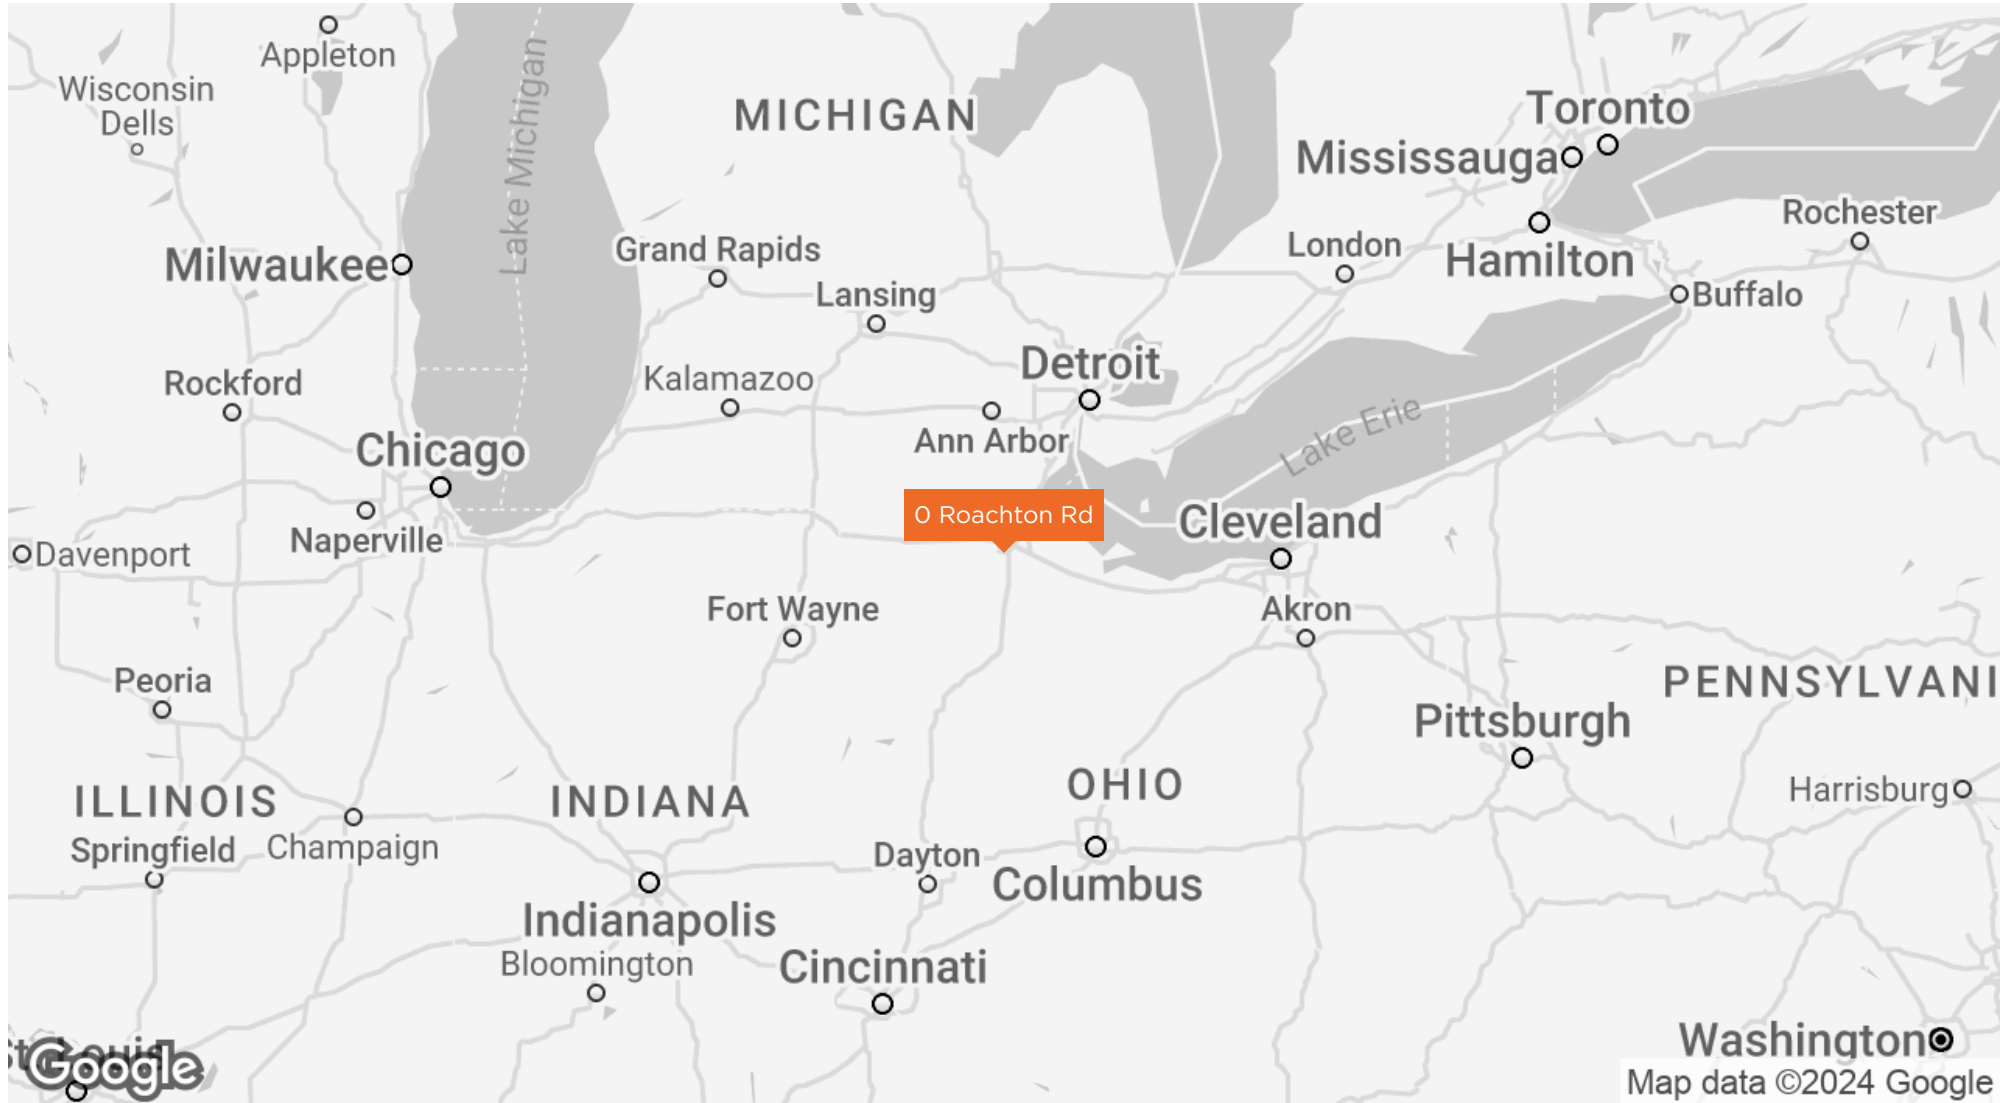 Appleton
Wisconsin
Dells
Lake Michigan
MICHIGAN
Toronto
Mississauga
Rochester
Hamilton
London
Buffalo
Milwaukee
Grand Rapids
Lansing
Detroit
Rockford
Kalamazoo
Ann Arbor
Lake Erie
Chicago
Naperville
Davenport
0 Roachton Rd
Cleveland
Fort Wayne
Akron
Peoria
PENNSYLVANI
Pittsburgh
OHIO
Harrisburg
ILLINOIS
INDIANA
Springfield
Champaign
Dayton
Columbus
Indianapolis
Bloomington
Cincinnati
Washington
St. Louis
Google
Map data ©2024 Google